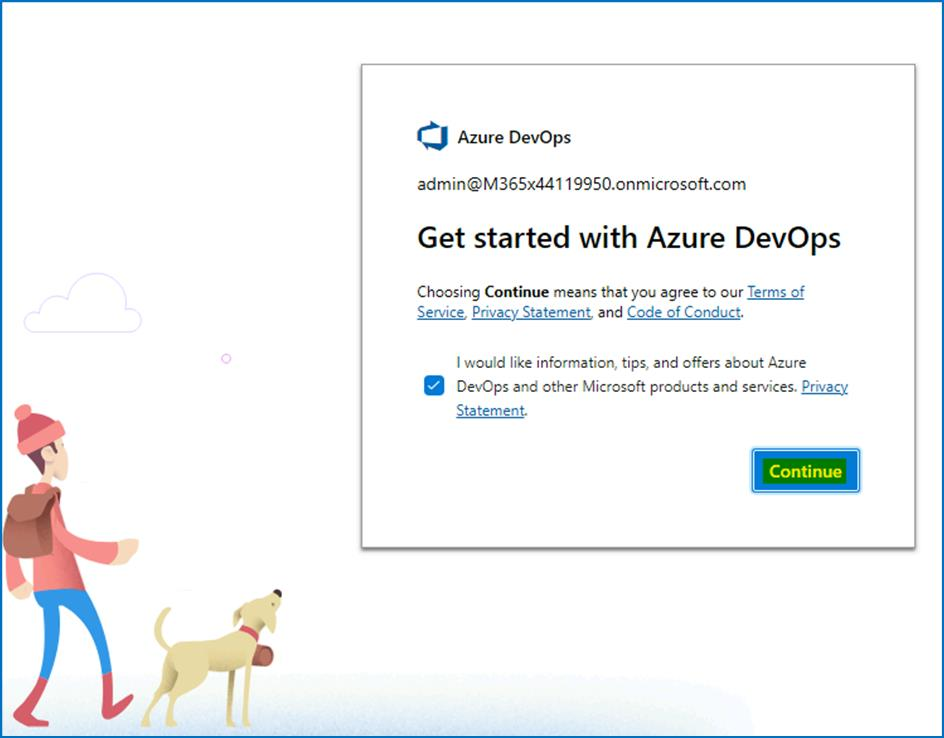 Azure DevOps
admin@M365x44119950.onmicrosoft.com
Get started with Azure DevOps
Choosing Continue means that you agree to our Terms of
Service, Privacy Statement, and Code of Conduct.
I would like information, tips, and offers about Azure
DevOps and other Microsoft products and services. Privacy
Statement.
Continue